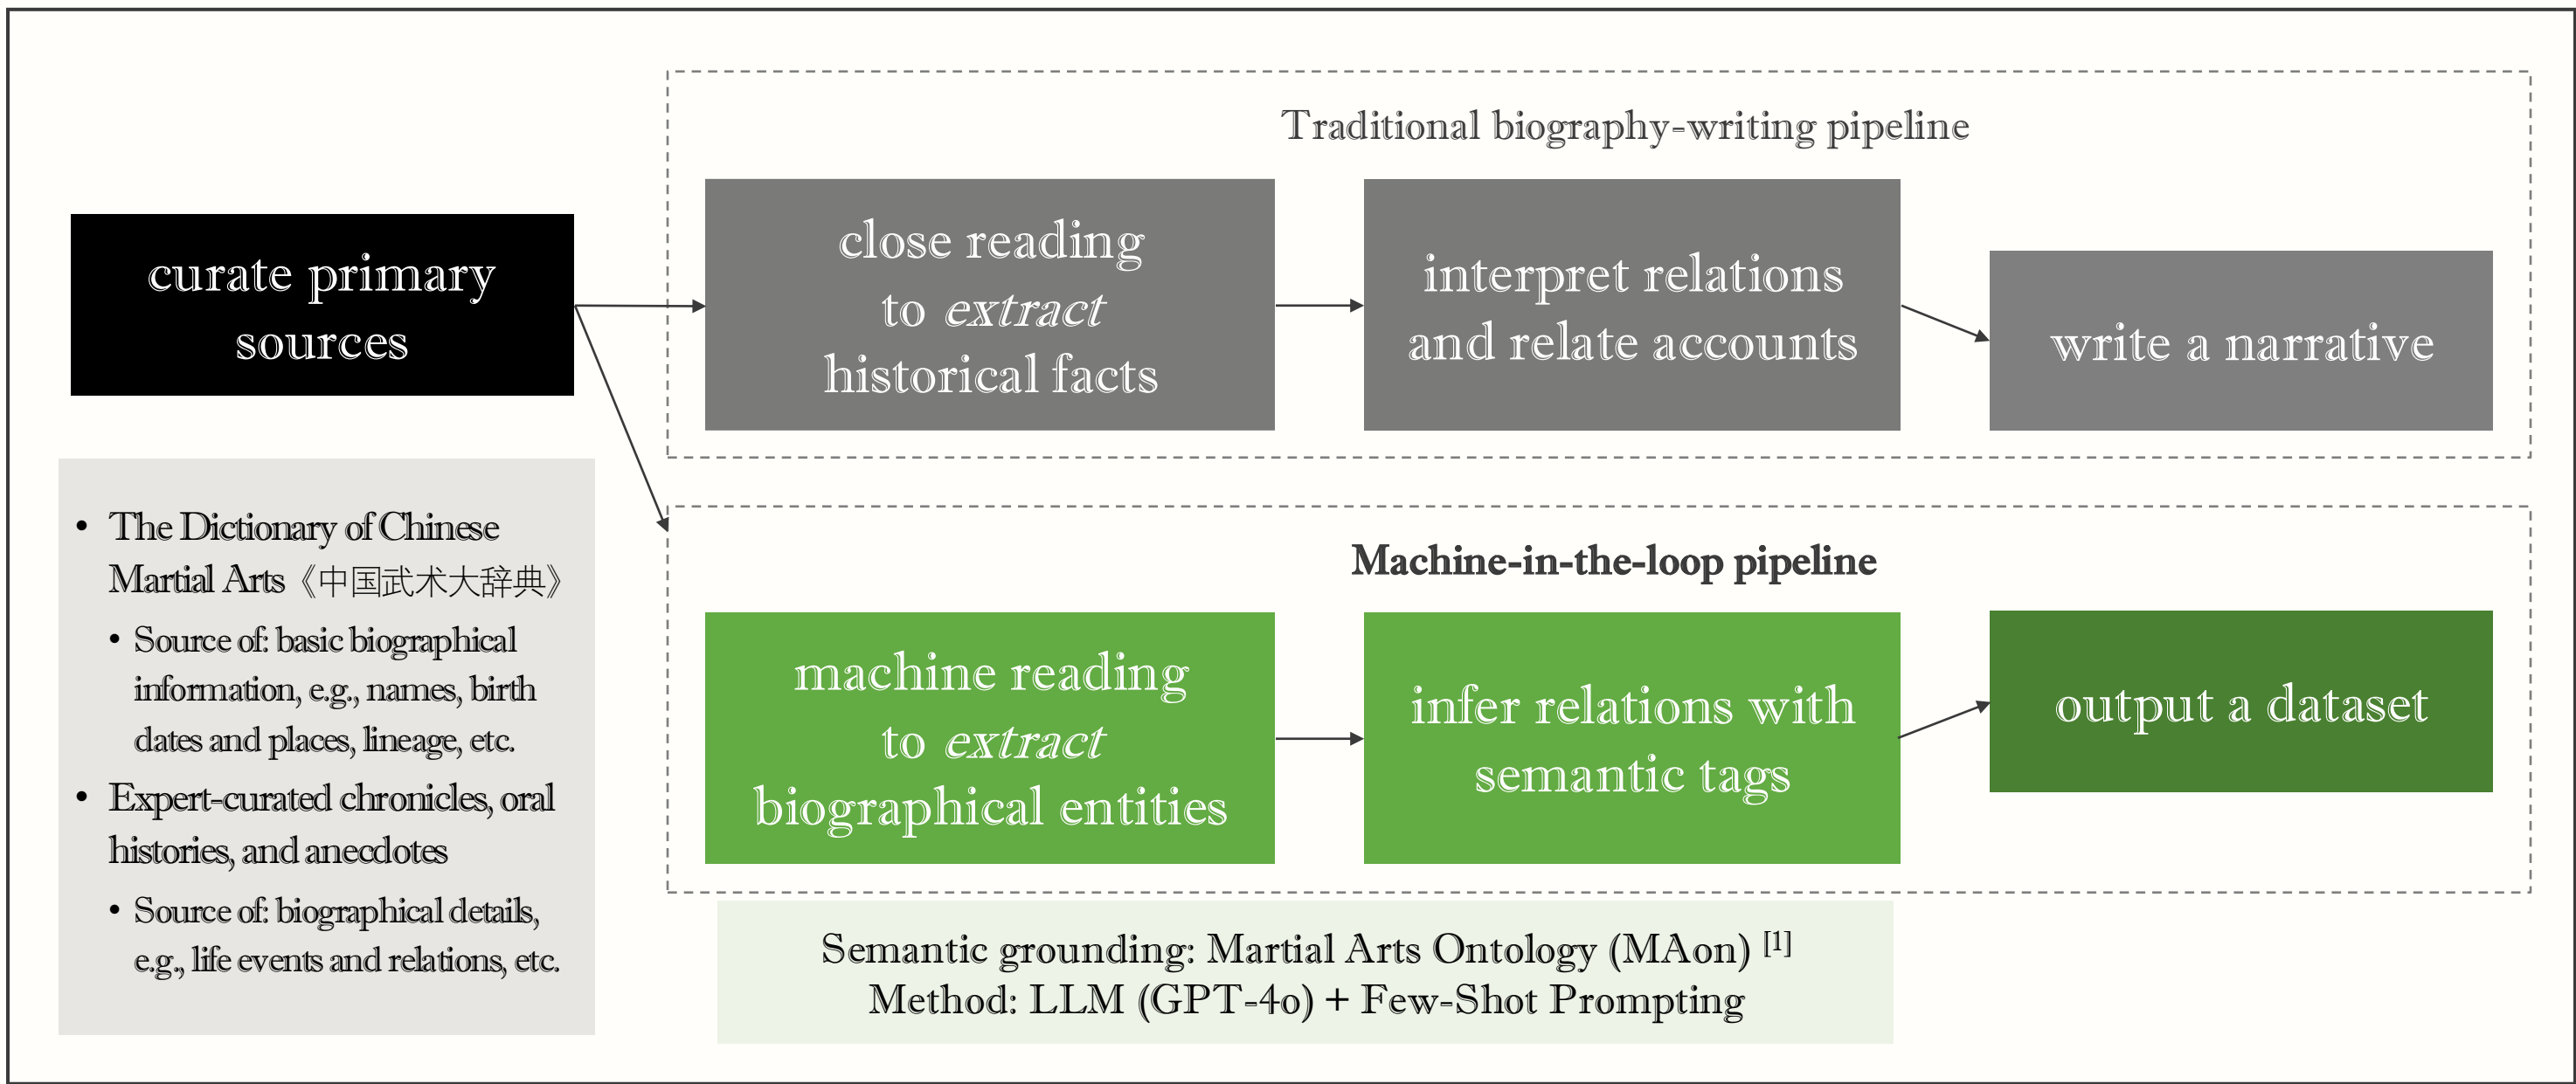 Traditional biography-writing pipeline
curate primary
sources
close reading
to extract
historical facts
interpret relations
and relate accounts
write a narrative
• The Dictionary of Chinese
Martial Arts《中国武术大辞典》
• Source of: basic biographical
information, e.g., names, birth
dates and places, lineage, etc.
• Expert-curated chronicles, oral
histories, and anecdotes
• Source of: biographical details,
e.g., life events and relations, etc.
Machine-in-the-loop pipeline
machine reading
to extract
biographical entities
infer relations with
semantic tags
output a dataset
Semantic grounding: Martial Arts Ontology (MAon) [1]
Method: LLM (GPT-4o) + Few-Shot Prompting